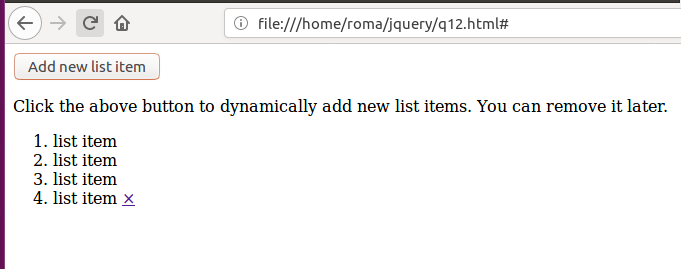 file:///home/roma/jquery/q12.html#
Add new list item
Click the above button to dynamically add new list items. You can remove it later.
1. list item
2. list item
3. list item
4. list item ×